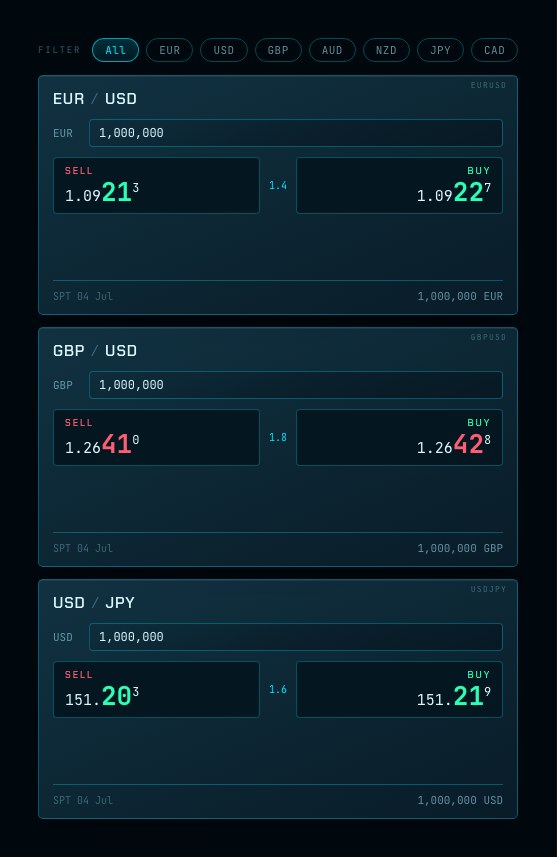 FILTER All EUR USD GBP AUD NZD JPY CAD
EURUSD
EUR / USD
EUR 1,000,000
SELL BUY
1.09213 1.4 1.09227
SPT 04 Jul 1,000,000 EUR
GBPUSD
GBP / USD
GBP 1,000,000
SELL BUY
1.26410 1.8 1.26428
SPT 04 Jul 1,000,000 GBP
USDJPY
USD / JPY
USD 1,000,000
SELL BUY
151.203 1.6 151.219
SPT 04 Jul 1,000,000 USD